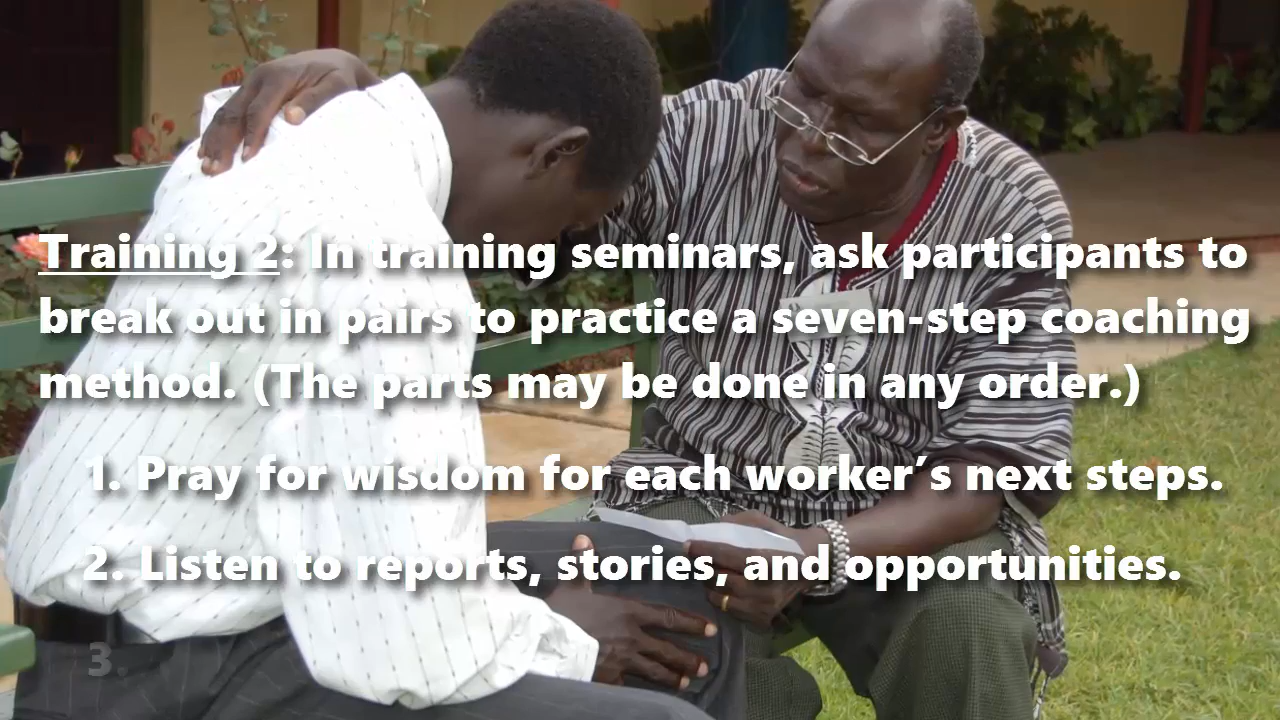 Training 2: In training seminars, ask participants to
break out in pairs to practice a seven-step coaching
method. (The parts may be done in any order.)
1. Pray for wisdom for each worker’s next steps.
2. Listen to reports, stories, and opportunities.
3.